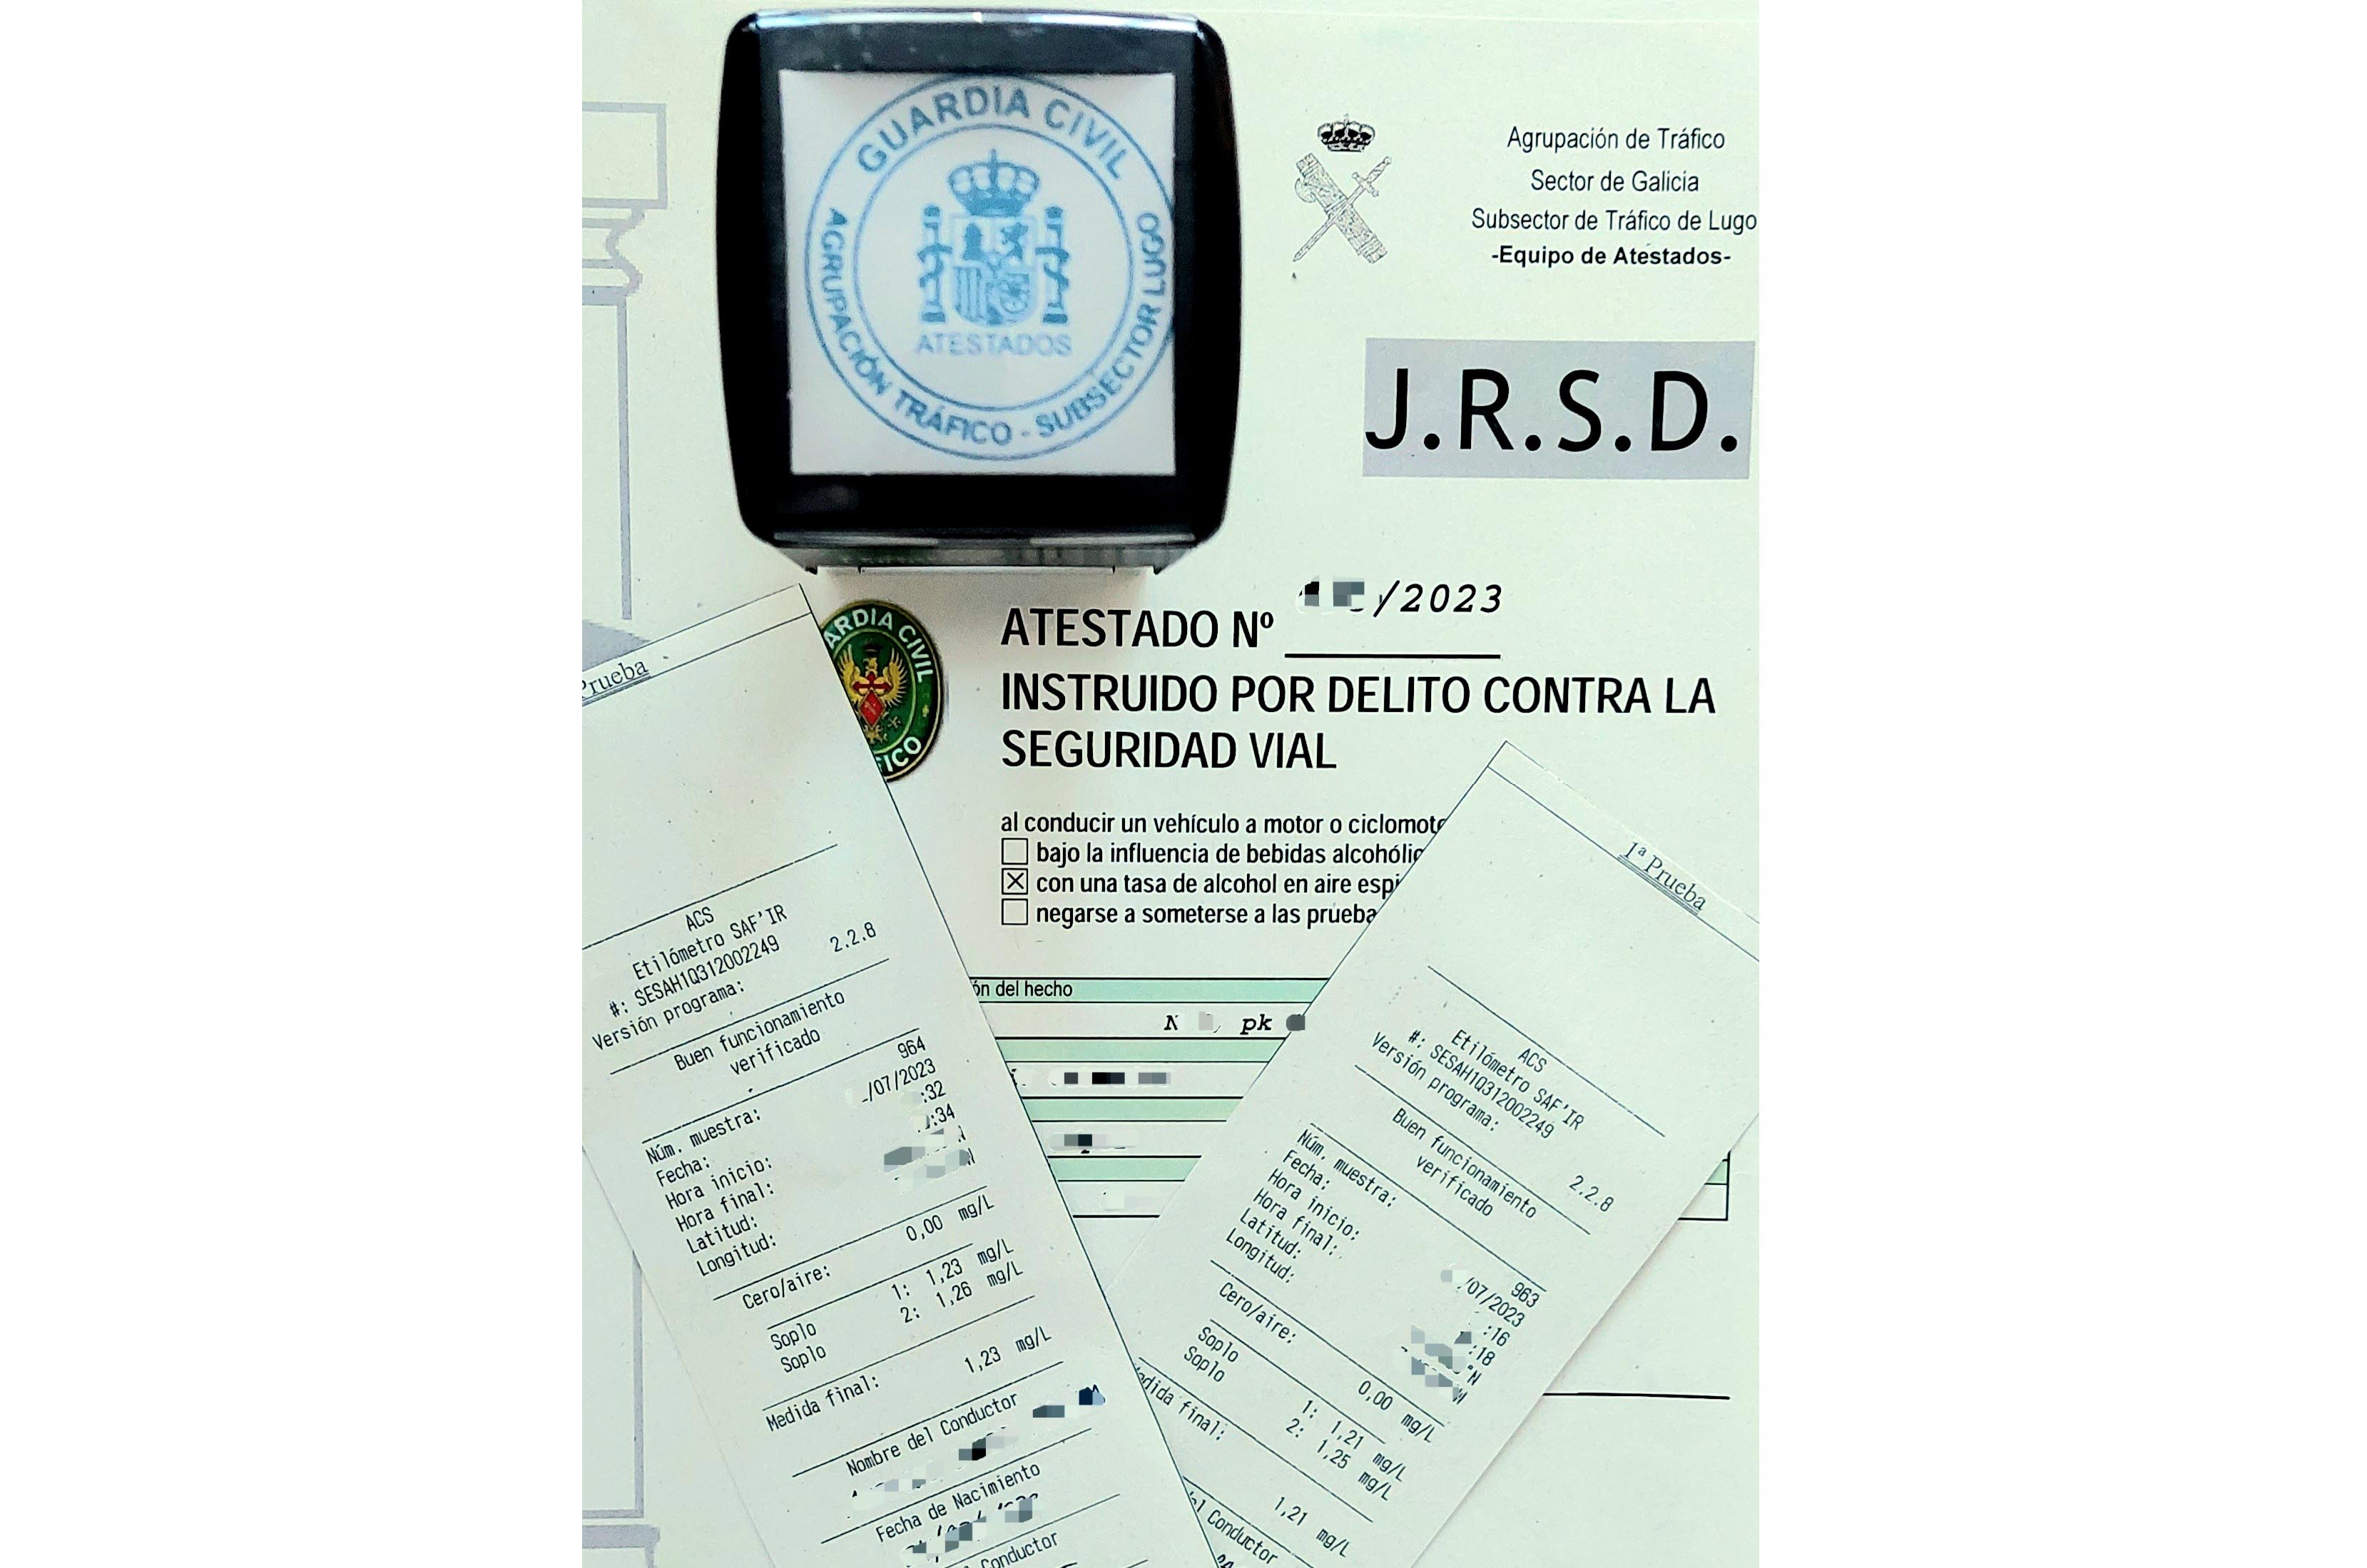 GUARDIA CIVIL
AGRUPACIÓN TRÁFICO - SUBSECTOR LUGO
ATESTADOS
Agrupación de Tráfico
Sector de Galicia
Subsector de Tráfico de Lugo
-Equipo de Atestados-
J.R.S.D.
ATESTADO Nº /2023
INSTRUIDO POR DELITO CONTRA LA
SEGURIDAD VIAL
al conducir un vehículo a motor o ciclomoto
bajo la influencia de bebidas alcohólic
con una tasa de alcohol en aire espi
negarse a someterse a las prueba
ón del hecho
N pk
ARDIA CIVIL
FICO
Prueba
ACS
Etilómetro SAF'IR
#: SESAH1Q312002249
Versión programa: 2.2.8
Buen funcionamiento
verificado
Núm. muestra: 964
Fecha: /07/2023
Hora inicio: :32
Hora final: :34
Latitud:
Longitud: W
Cero/aire: 0,00 mg/L
Soplo 1: 1,23 mg/L
Soplo 2: 1,26 mg/L
Medida final: 1,23 mg/L
Nombre del Conductor
Fecha de Nacimiento
Conductor
1ª Prueba
ACS
Etilómetro SAF'IR
#: SESAH1Q312002249
Versión programa: 2.2.8
Buen funcionamiento
verificado
Núm. muestra: 963
Fecha: /07/2023
Hora inicio: :16
Hora final: :18
Latitud: N
Longitud: W
Cero/aire: 0,00 mg/L
Soplo 1: 1,21 mg/L
Soplo 2: 1,25 mg/L
edida final: 1,21 mg/L
el Conductor